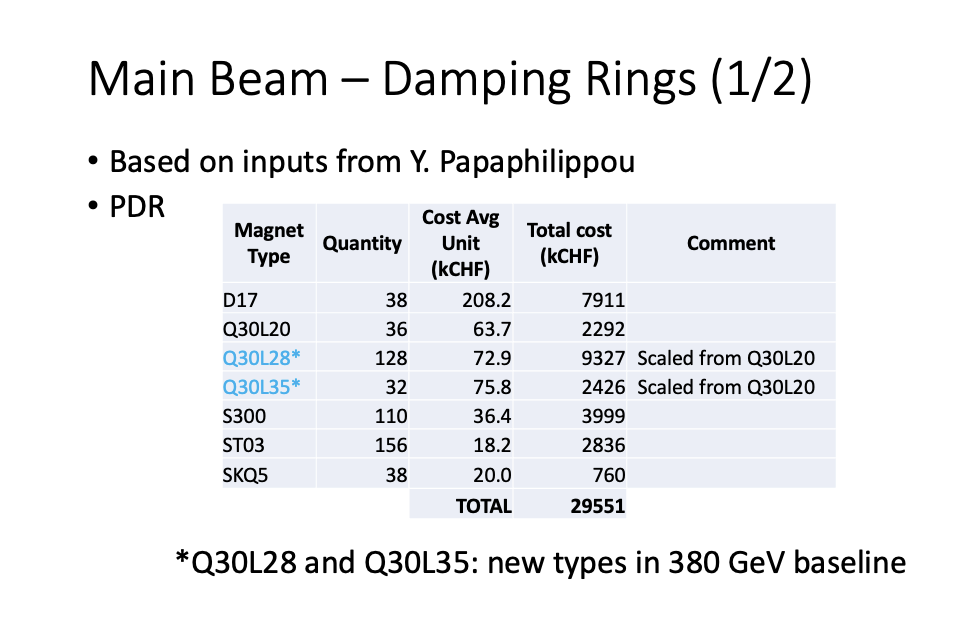 Main Beam – Damping Rings (1/2)
• Based on inputs from Y. Papaphilippou
• PDR
Magnet Type Quantity Cost Avg Unit (kCHF) Total cost (kCHF) Comment
D17 38 208.2 7911
Q30L20 36 63.7 2292
Q30L28* 128 72.9 9327 Scaled from Q30L20
Q30L35* 32 75.8 2426 Scaled from Q30L20
S300 110 36.4 3999
ST03 156 18.2 2836
SKQ5 38 20.0 760
TOTAL 29551
*Q30L28 and Q30L35: new types in 380 GeV baseline